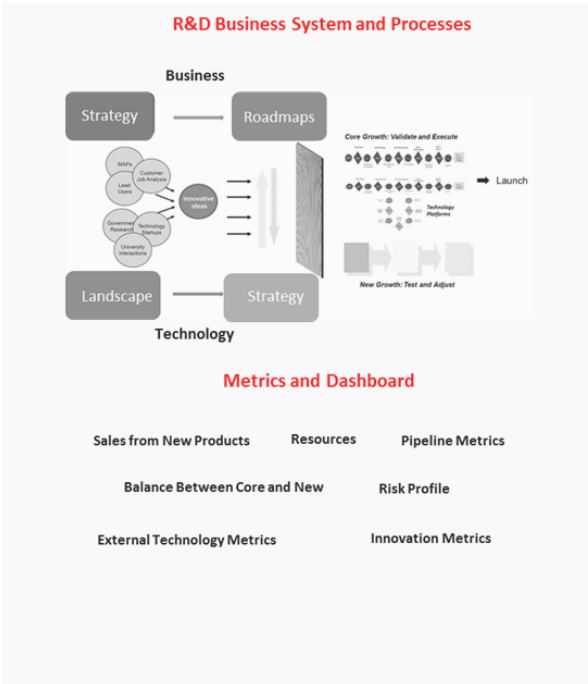 R&D Business System and Processes
Business
Strategy
Roadmaps
Core Growth: Validate and Execute
MAPs
Customer
Job Analysis
Lead
Users
Innovative
ideas
Launch
Technology
Platforms
Research
Technology
Startups
University
Interactions
New Growth: Test and Adjust
Landscape
Strategy
Technology
Metrics and Dashboard
Sales from New Products
Resources
Pipeline Metrics
Balance Between Core and New
Risk Profile
External Technology Metrics
Innovation Metrics